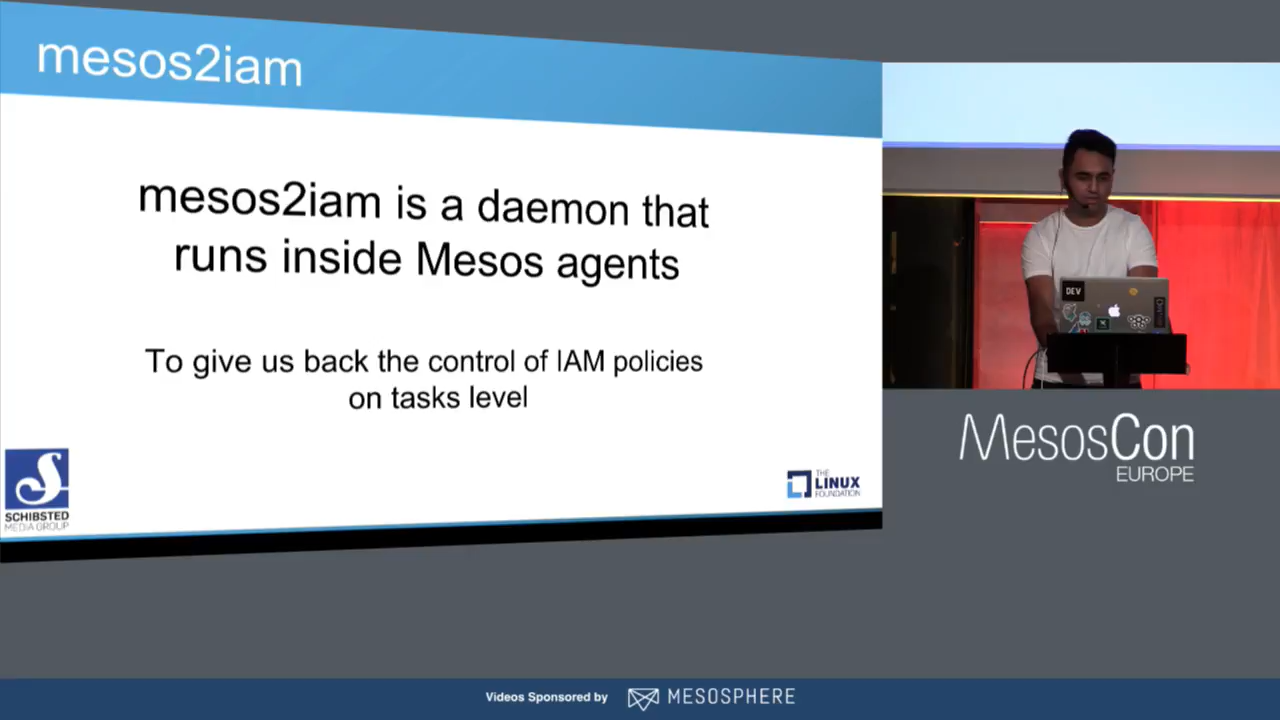 mesos2iam
mesos2iam is a daemon that
runs inside Mesos agents
To give us back the control of IAM policies
on tasks level
SCHIBSTED
MEDIA GROUP
THE
LINUX
FOUNDATION
DEV
MesosCon
EUROPE
Videos Sponsored by
MESOSPHERE